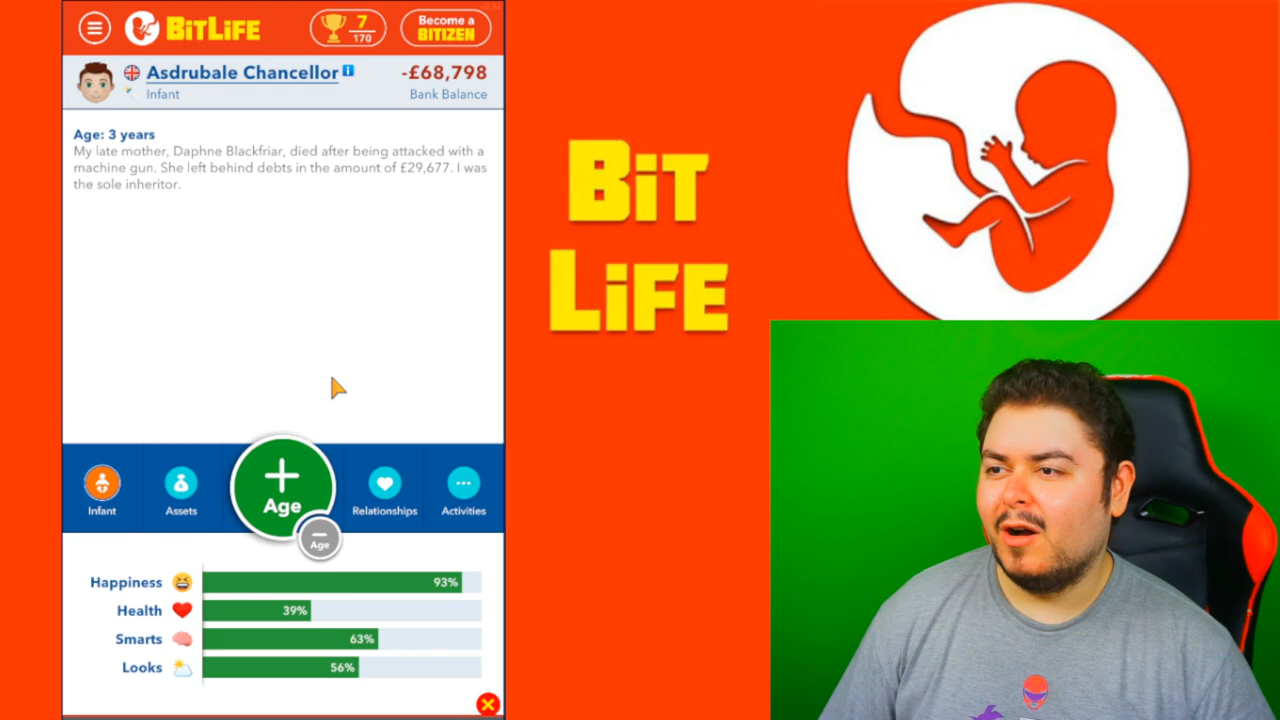 BiTLiFE
7
170
Become a
BITIZEN
Asdrubale Chancellor i
-£68,798
Infant
Bank Balance
Age: 3 years
My late mother, Daphne Blackfriar, died after being attacked with a
machine gun. She left behind debts in the amount of £29,677. I was
the sole inheritor.
Infant
Assets
Age
Age
Relationships
Activities
Happiness
93%
Health
39%
Smarts
63%
Looks
56%
BiT
LiFE